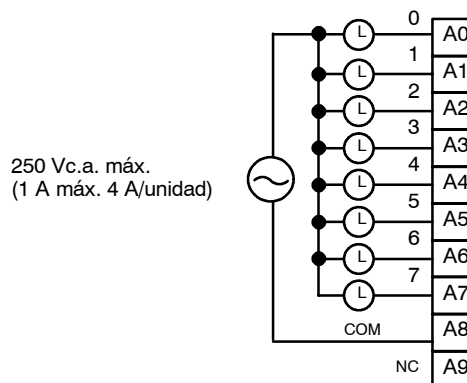 0 L A0
1 L A1
2 L A2
3 L A3
250 Vc.a. máx.
(1 A máx. 4 A/unidad)
4 L A4
5 L A5
6 L A6
7 L A7
COM A8
NC A9